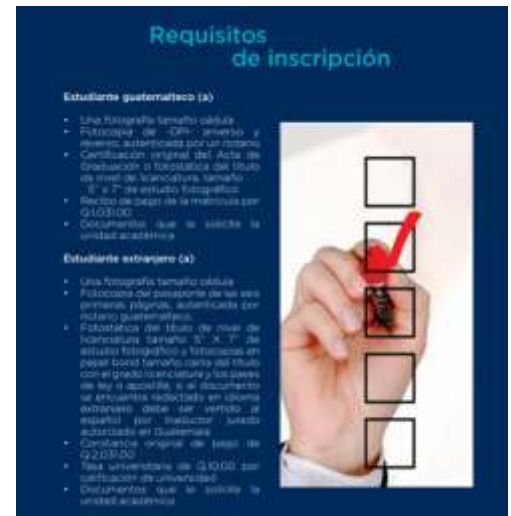 Requisitos
de inscripción
Estudiante guatemalteco (a)
• Una fotografía tamaño cédula
• Fotocopia de -DPI- anverso y
reverso, autenticada por un notario
• Certificación original del Acta de
Graduación o fotostática del título
de nivel de licenciatura, tamaño
5" x 7" de estudio fotográfico
• Recibo de pago de la matrícula por
Q.1,031.00
• Documentos que le solicite la
unidad académica
Estudiante extranjero (a)
• Una fotografía tamaño cédula
• Fotocopia del pasaporte de las seis
primeras páginas, autenticada por
notario guatemalteco.
• Fotostática del título de nivel de
licenciatura tamaño 5" X 7" de
estudio fotográfico y fotocopias en
papel bond tamaño carta del título
con el grado licenciatura y los pases
de ley o apostilla, si el documento
se encuentra redactado en idioma
extranjero debe ser vertido al
español por traductor jurado
autorizado en Guatemala
• Constancia original de pago de
Q.2,031.00
• Tasa universitaria de Q.10.00 por
calificación de universidad
• Documentos que le solicite la
unidad académica